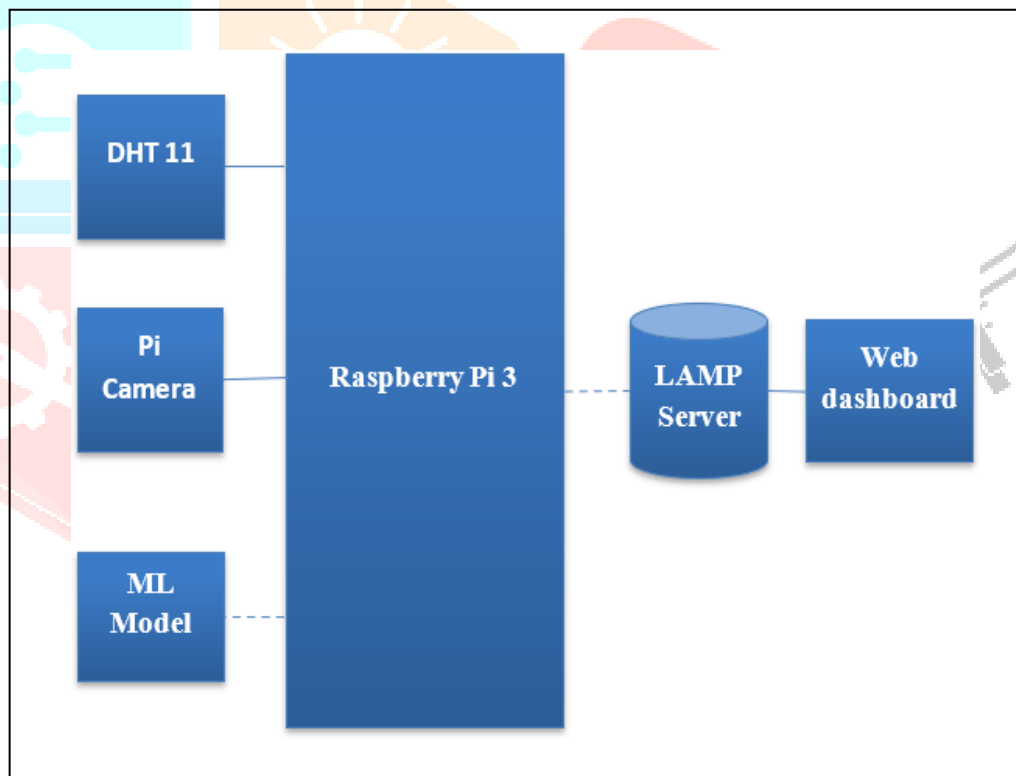 DHT 11
Pi
Camera
ML
Model
Raspberry Pi 3
LAMP
Server
Web
dashboard